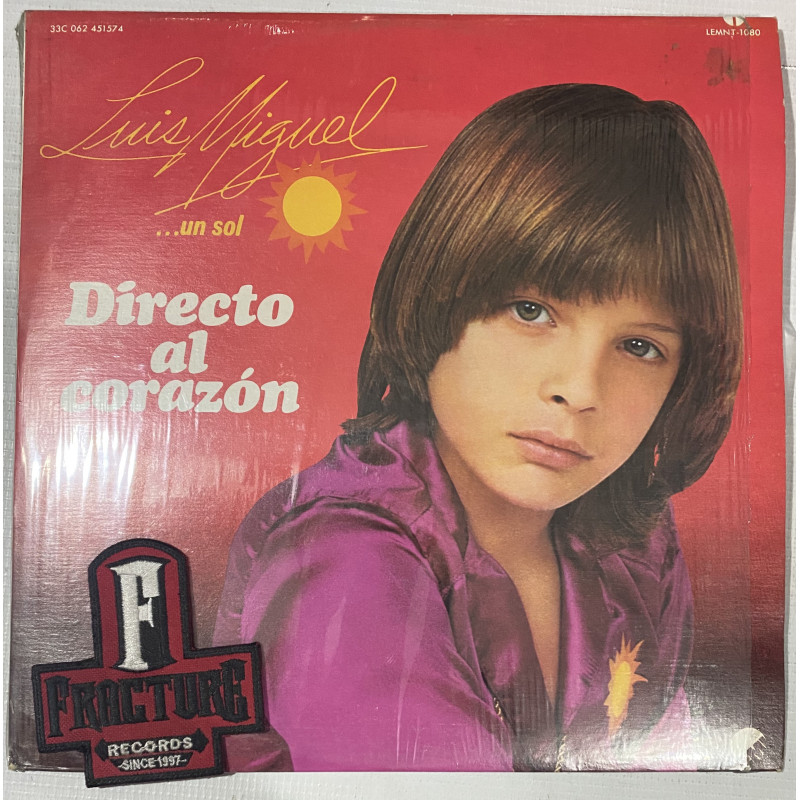 33C 062 451574
LEMNT-1080
Luis Miguel
...un sol
Directo
al
corazón
F
FRACTURE
RECORDS
-SINCE 1997-